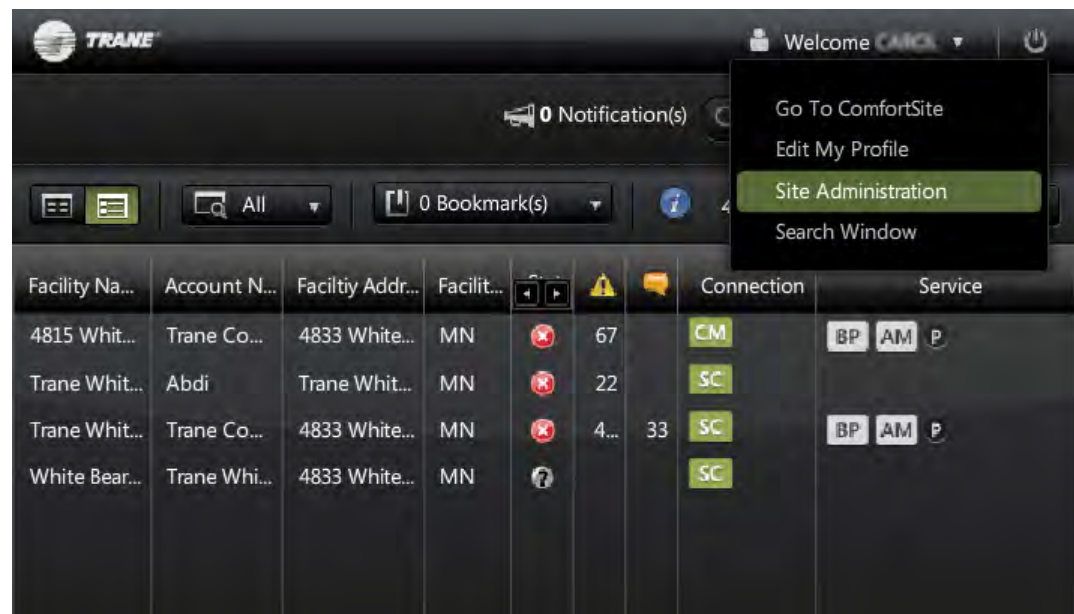 TRANE
Welcome
0 Notification(s)
Go To ComfortSite
Edit My Profile
Site Administration
Search Window
All
0 Bookmark(s)
4
Facility Na... Account N... Faciltiy Addr... Facilit... Connection Service
4815 Whit... Trane Co... 4833 White... MN 67 CM BP AM P
Trane Whit... Abdi Trane Whit... MN 22 SC
Trane Whit... Trane Co... 4833 White... MN 4... 33 SC BP AM P
White Bear... Trane Whi... 4833 White... MN SC